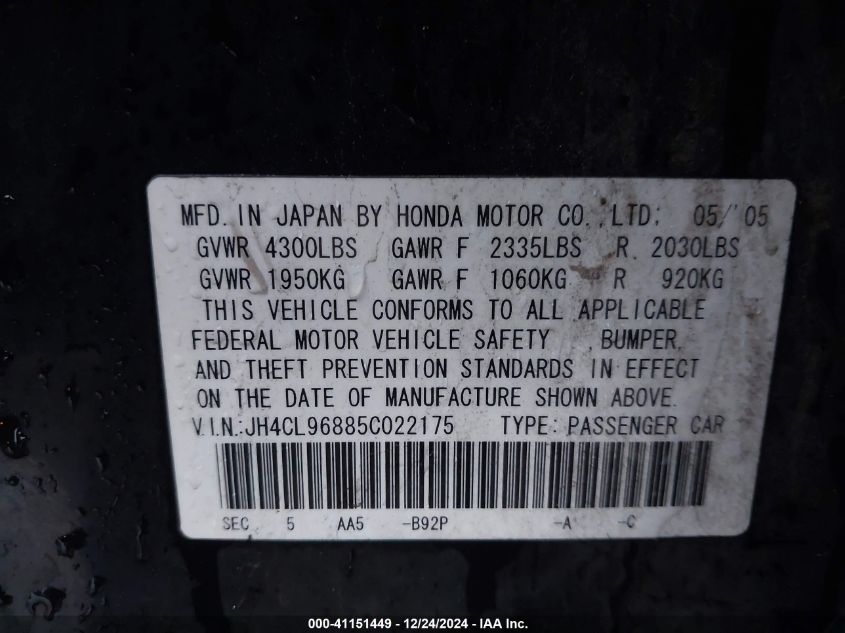 MFD. IN JAPAN BY HONDA MOTOR CO.,LTD: 05/'05
GVWR 4300LBS GAWR F 2335LBS R 2030LBS
GVWR 1950KG GAWR F 1060KG R 920KG
THIS VEHICLE CONFORMS TO ALL APPLICABLE
FEDERAL MOTOR VEHICLE SAFETY ,BUMPER,
AND THEFT PREVENTION STANDARDS IN EFFECT
ON THE DATE OF MANUFACTURE SHOWN ABOVE.
V.I.N.:JH4CL96885C022175 TYPE: PASSENGER CAR
SEC 5 AA5 -B92P -A -C
000-41151449 - 12/24/2024 - IAA Inc.